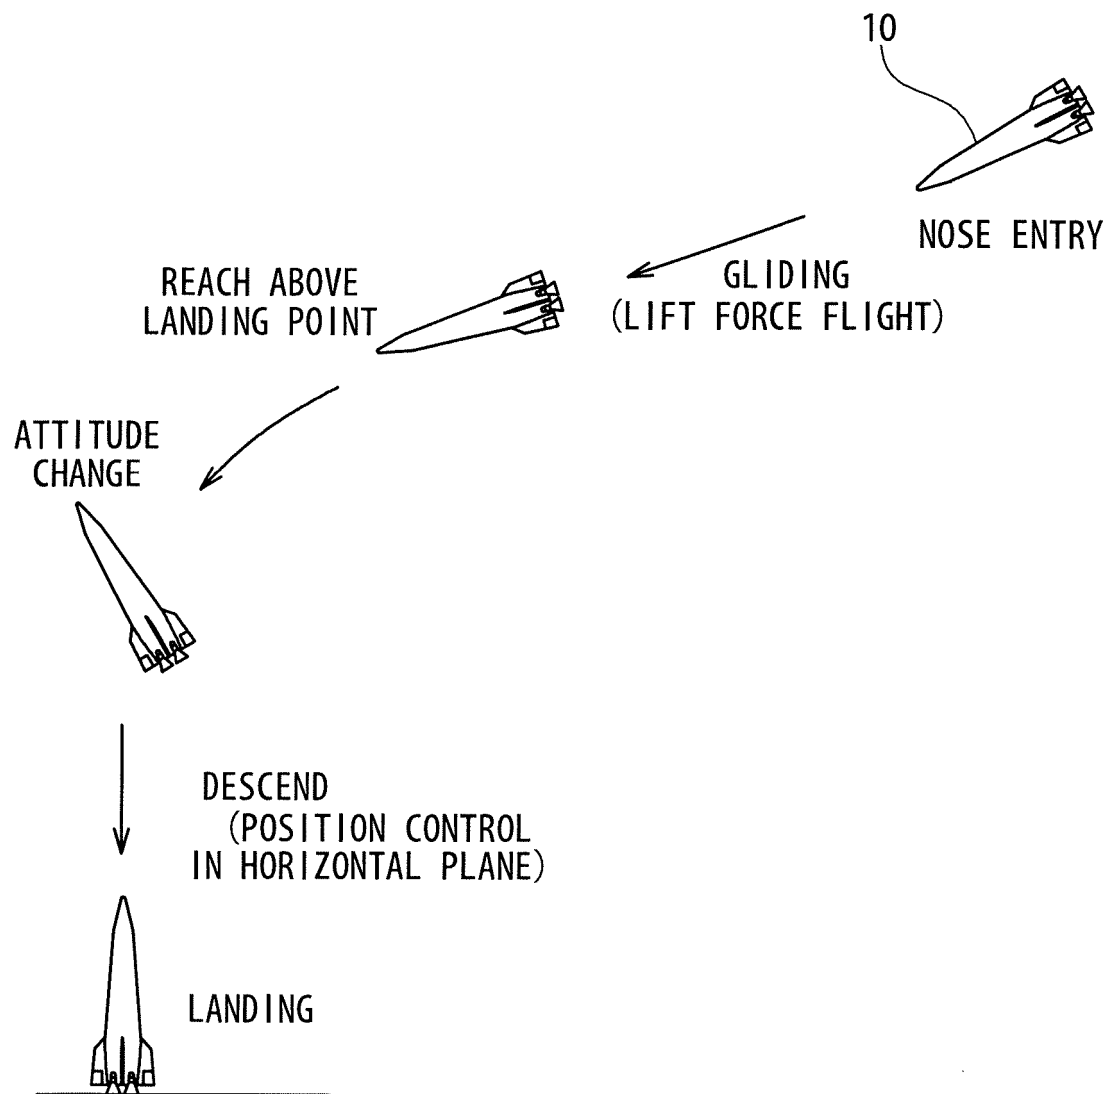 10
NOSE ENTRY
GLIDING
(LIFT FORCE FLIGHT)
REACH ABOVE
LANDING POINT
ATTITUDE
CHANGE
DESCEND
(POSITION CONTROL
IN HORIZONTAL PLANE)
LANDING